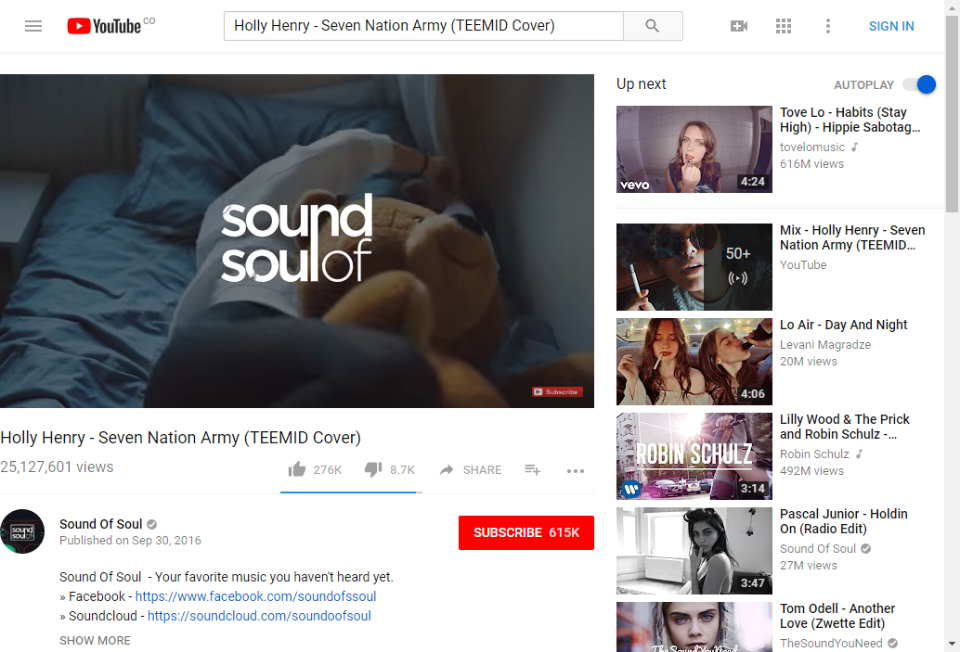 YouTube CO
Holly Henry - Seven Nation Army (TEEMID Cover)
SIGN IN
sound
soulof
Subscribe
Holly Henry - Seven Nation Army (TEEMID Cover)
25,127,601 views
276K
8.7K
SHARE
sound
soulof
Sound Of Soul
Published on Sep 30, 2016
SUBSCRIBE 615K
Sound Of Soul - Your favorite music you haven't heard yet.
» Facebook - https://www.facebook.com/soundofssoul
» Soundcloud - https://soundcloud.com/soundoofsoul
SHOW MORE
Up next
AUTOPLAY
vevo
4:24
Tove Lo - Habits (Stay
High) - Hippie Sabotag...
tovelomusic
616M views
50+
Mix - Holly Henry - Seven
Nation Army (TEEMID...
YouTube
4:06
Lo Air - Day And Night
Levani Magradze
20M views
ROBIN SCHULZ
3:14
Lilly Wood & The Prick
and Robin Schulz -...
Robin Schulz
492M views
3:47
Pascal Junior - Holdin
On (Radio Edit)
Sound Of Soul
27M views
TheSoundYouNeed
Tom Odell - Another
Love (Zwette Edit)
TheSoundYouNeed